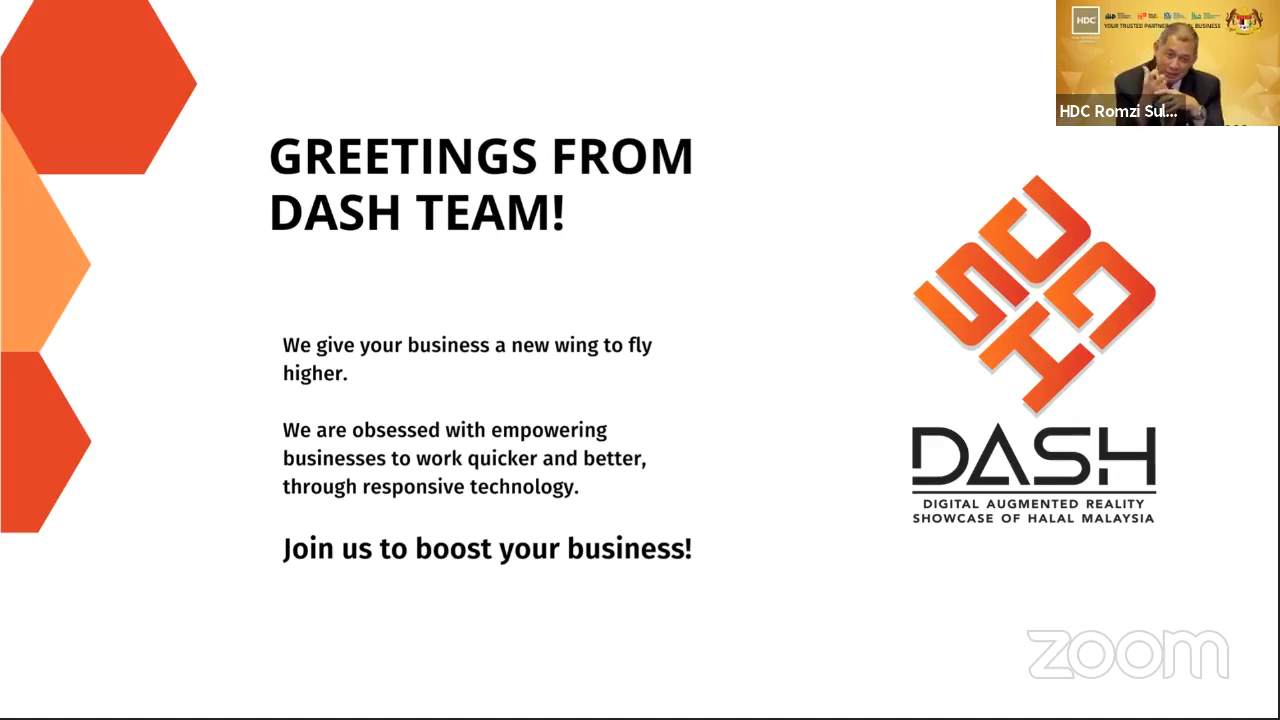 HDC
YOUR TRUSTED PARTNER
BUSINESS
HDC Romzi Sul...
GREETINGS FROM
DASH TEAM!
We give your business a new wing to fly
higher.
We are obsessed with empowering
businesses to work quicker and better,
through responsive technology.
Join us to boost your business!
DASH
DASH
DIGITAL AUGMENTED REALITY
SHOWCASE OF HALAL MALAYSIA
zoom